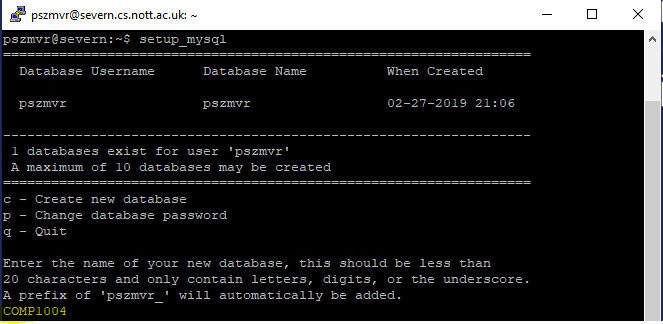 pszmvr@severn.cs.nott.ac.uk: ~
pszmvr@severn:~$ setup_mysql
==================================================================
Database Username Database Name When Created
pszmvr pszmvr 02-27-2019 21:06
------------------------------------------------------------------
1 databases exist for user 'pszmvr'
A maximum of 10 databases may be created
==================================================================
c - Create new database
p - Change database password
q - Quit
Enter the name of your new database, this should be less than
20 characters and only contain letters, digits, or the underscore.
A prefix of 'pszmvr_' will automatically be added.
COMP1004